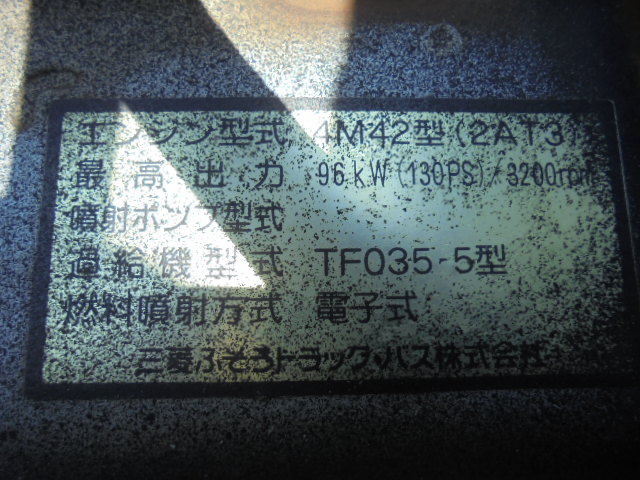 エンジン型式 4M42型(2AT3)
最高出力 96kW(130PS)/3200rpm
噴射ポンプ型式
過給機型式 TF035-5型
燃料噴射方式 電子式
三菱ふそうトラック・バス株式会社